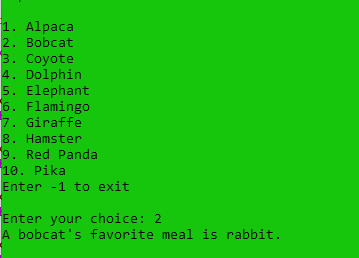 1. Alpaca
2. Bobcat
3. Coyote
4. Dolphin
5. Elephant
6. Flamingo
7. Giraffe
8. Hamster
9. Red Panda
10. Pika
Enter -1 to exit
Enter your choice: 2
A bobcat's favorite meal is rabbit.